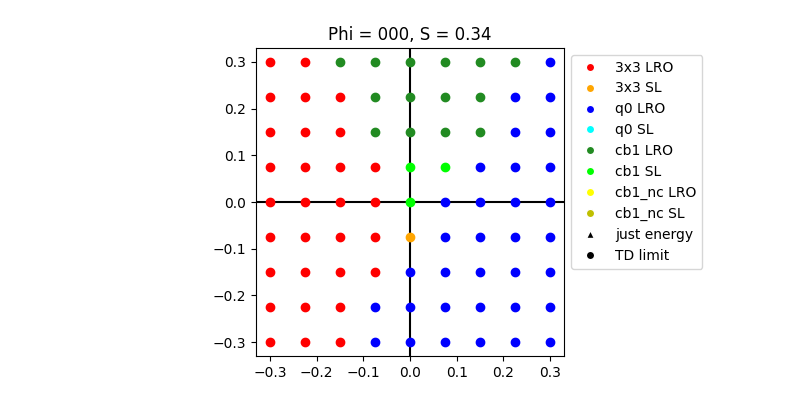 Phi = 000, S = 0.34
0.3
0.2
0.1
0.0
−0.1
−0.2
−0.3
−0.3 −0.2 −0.1 0.0 0.1 0.2 0.3
3x3 LRO
3x3 SL
q0 LRO
q0 SL
cb1 LRO
cb1 SL
cb1_nc LRO
cb1_nc SL
just energy
TD limit